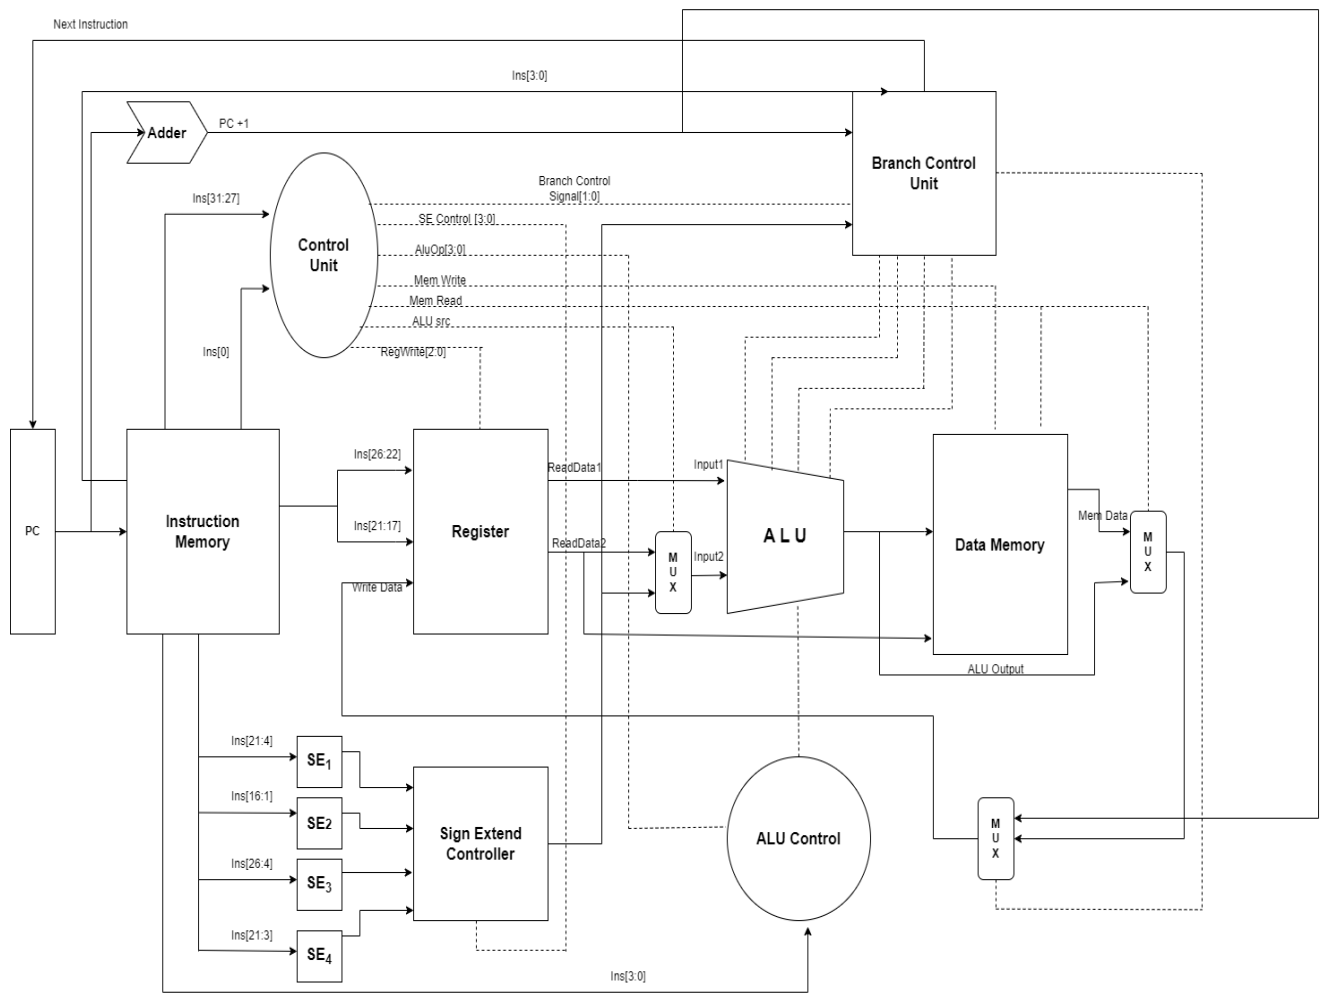 Next Instruction
Ins[3:0]
Adder
PC +1
Branch Control
Unit
Ins[31:27]
Branch Control
Signal[1:0]
SE Control [3:0]
Control
Unit
AluOp[3:0]
Mem Write
Mem Read
ALU src
Ins[0]
RegWrite[2:0]
Ins[26:22]
ReadData1
Input1
PC
Instruction
Memory
Ins[21:17]
Register
ReadData2
M
U
X
Input2
A L U
Data Memory
Mem Data
M
U
X
Write Data
ALU Output
Ins[21:4]
SE1
Ins[16:1]
SE2
Sign Extend
Controller
ALU Control
M
U
X
Ins[26:4]
SE3
Ins[21:3]
SE4
Ins[3:0]